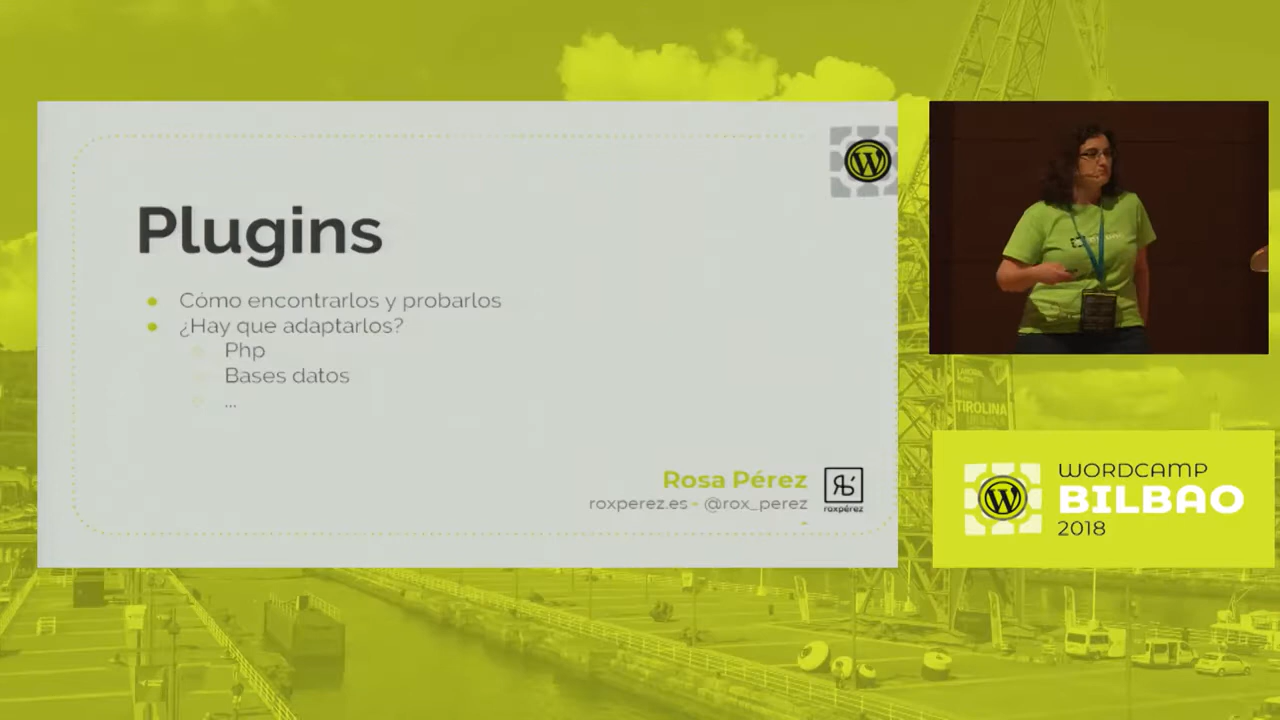 Plugins
Cómo encontrarlos y probarlos
¿Hay que adaptarlos?
Php
Bases datos
...
Rosa Pérez
roxperez.es - @rox_perez
roxpérez
TIROLINA
WORDCAMP
BILBAO
2018